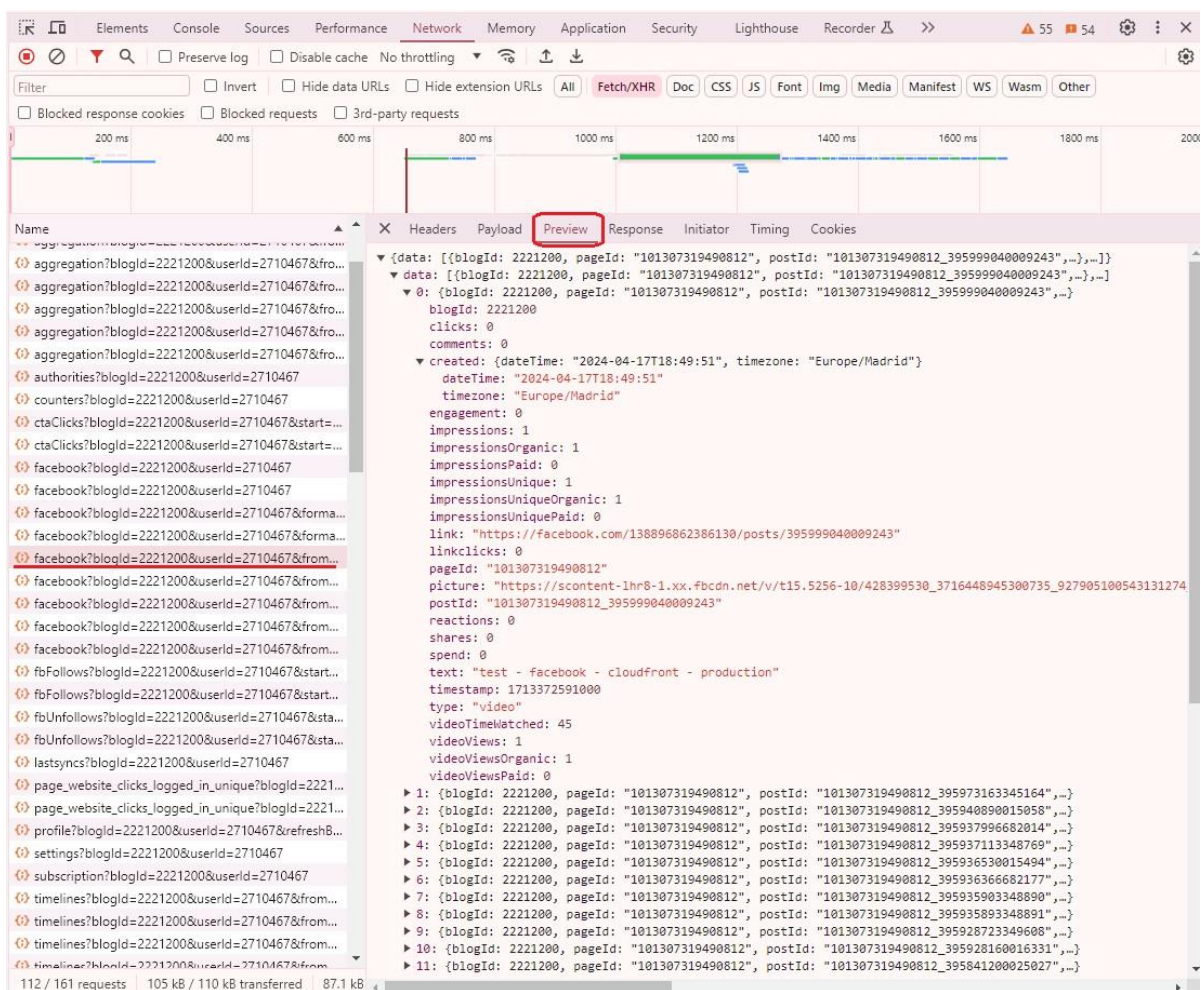 Elements Console Sources Performance Network Memory Application Security Lighthouse Recorder >> 55 54
Preserve log Disable cache No throttling
Filter Invert Hide data URLs Hide extension URLs All Fetch/XHR Doc CSS JS Font Img Media Manifest WS Wasm Other
Blocked response cookies Blocked requests 3rd-party requests
200 ms 400 ms 600 ms 800 ms 1000 ms 1200 ms 1400 ms 1600 ms 1800 ms 2000
Name
aggregation?blogId=2221200&userId=2710467&fro...
aggregation?blogId=2221200&userId=2710467&fro...
aggregation?blogId=2221200&userId=2710467&fro...
aggregation?blogId=2221200&userId=2710467&fro...
aggregation?blogId=2221200&userId=2710467&fro...
authorities?blogId=2221200&userId=2710467
counters?blogId=2221200&userId=2710467
ctaClicks?blogId=2221200&userId=2710467&start=...
ctaClicks?blogId=2221200&userId=2710467&start=...
facebook?blogId=2221200&userId=2710467
facebook?blogId=2221200&userId=2710467
facebook?blogId=2221200&userId=2710467&forma...
facebook?blogId=2221200&userId=2710467&forma...
facebook?blogId=2221200&userId=2710467&from...
facebook?blogId=2221200&userId=2710467&from...
facebook?blogId=2221200&userId=2710467&from...
facebook?blogId=2221200&userId=2710467&from...
facebook?blogId=2221200&userId=2710467&from...
fbFollows?blogId=2221200&userId=2710467&start...
fbFollows?blogId=2221200&userId=2710467&start...
fbUnfollows?blogId=2221200&userId=2710467&sta...
fbUnfollows?blogId=2221200&userId=2710467&sta...
lastsyncs?blogId=2221200&userId=2710467
page_website_clicks_logged_in_unique?blogId=2221...
page_website_clicks_logged_in_unique?blogId=2221...
profile?blogId=2221200&userId=2710467&refreshB...
settings?blogId=2221200&userId=2710467
subscription?blogId=2221200&userId=2710467
timelines?blogId=2221200&userId=2710467&from...
timelines?blogId=2221200&userId=2710467&from...
timelines?blogId=2221200&userId=2710467&from...
timelines?blogId=2221200&userId=2710467&from...
112 / 161 requests 105 kB / 110 kB transferred 87.1 kB
Headers Payload Preview Response Initiator Timing Cookies
{data: [{blogId: 2221200, pageId: "101307319490812", postId: "101307319490812_395999040009243",…},…]}
data: [{blogId: 2221200, pageId: "101307319490812", postId: "101307319490812_395999040009243",…},…]
0: {blogId: 2221200, pageId: "101307319490812", postId: "101307319490812_395999040009243",…}
blogId: 2221200
clicks: 0
comments: 0
created: {dateTime: "2024-04-17T18:49:51", timezone: "Europe/Madrid"}
dateTime: "2024-04-17T18:49:51"
timezone: "Europe/Madrid"
engagement: 0
impressions: 1
impressionsOrganic: 1
impressionsPaid: 0
impressionsUnique: 1
impressionsUniqueOrganic: 1
impressionsUniquePaid: 0
link: "https://facebook.com/138896862386130/posts/395999040009243"
linkclicks: 0
pageId: "101307319490812"
picture: "https://scontent-lhr8-1.xx.fbcdn.net/v/t15.5256-10/428399530_3716448945300735_927905100543131274
postId: "101307319490812_395999040009243"
reactions: 0
shares: 0
spend: 0
text: "test - facebook - cloudfront - production"
timestamp: 1713372591000
type: "video"
videoTimeWatched: 45
videoViews: 1
videoViewsOrganic: 1
videoViewsPaid: 0
1: {blogId: 2221200, pageId: "101307319490812", postId: "101307319490812_395973163345164",…}
2: {blogId: 2221200, pageId: "101307319490812", postId: "101307319490812_395940890015058",…}
3: {blogId: 2221200, pageId: "101307319490812", postId: "101307319490812_395937996682014",…}
4: {blogId: 2221200, pageId: "101307319490812", postId: "101307319490812_395937113348769",…}
5: {blogId: 2221200, pageId: "101307319490812", postId: "101307319490812_395936530015494",…}
6: {blogId: 2221200, pageId: "101307319490812", postId: "101307319490812_395936366682177",…}
7: {blogId: 2221200, pageId: "101307319490812", postId: "101307319490812_395935903348890",…}
8: {blogId: 2221200, pageId: "101307319490812", postId: "101307319490812_395935893348891",…}
9: {blogId: 2221200, pageId: "101307319490812", postId: "101307319490812_395928723349608",…}
10: {blogId: 2221200, pageId: "101307319490812", postId: "101307319490812_395928160016331",…}
11: {blogId: 2221200, pageId: "101307319490812", postId: "101307319490812_395841200025027",…}